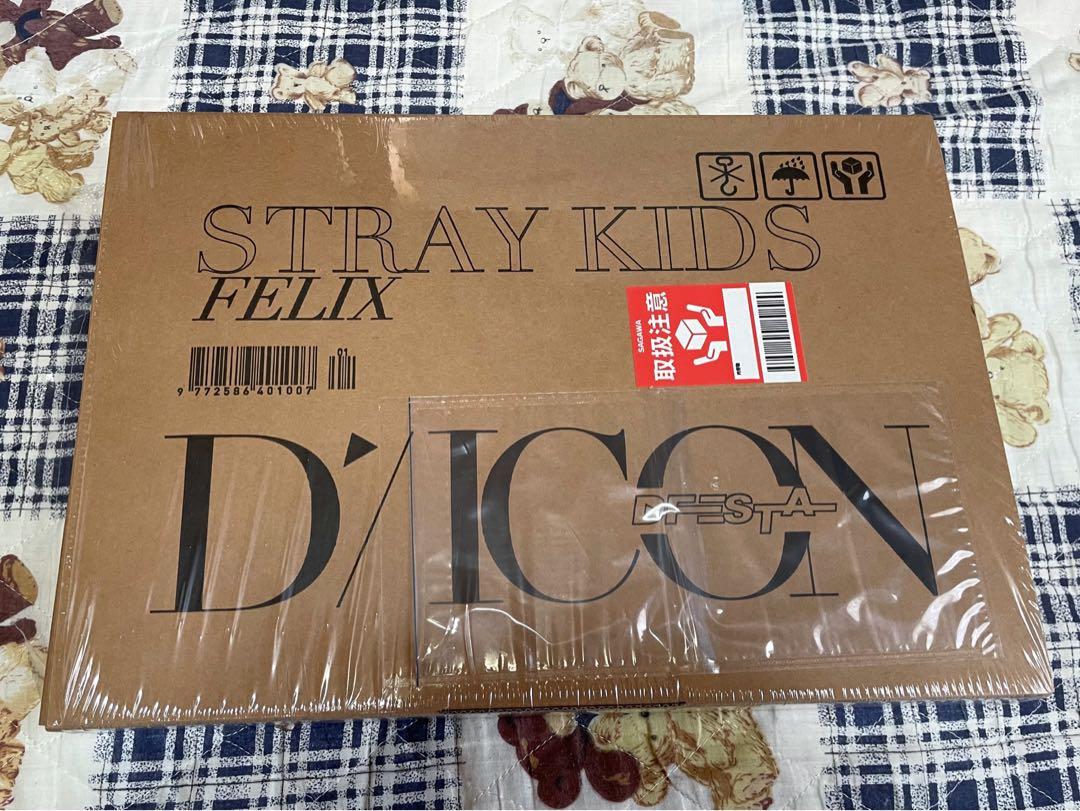 STRAY KIDS
FELIX
SAGAWA
取扱注意
01
9 772586 401007
D'/ICON
DFESTA